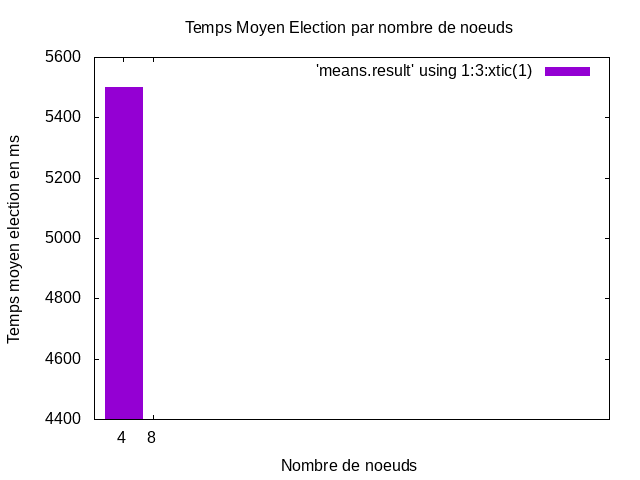 Temps Moyen Election par nombre de noeuds
'means.result' using 1:3:xtic(1)
5600
5400
5200
5000
4800
4600
4400
Temps moyen election en ms
4 8
Nombre de noeuds